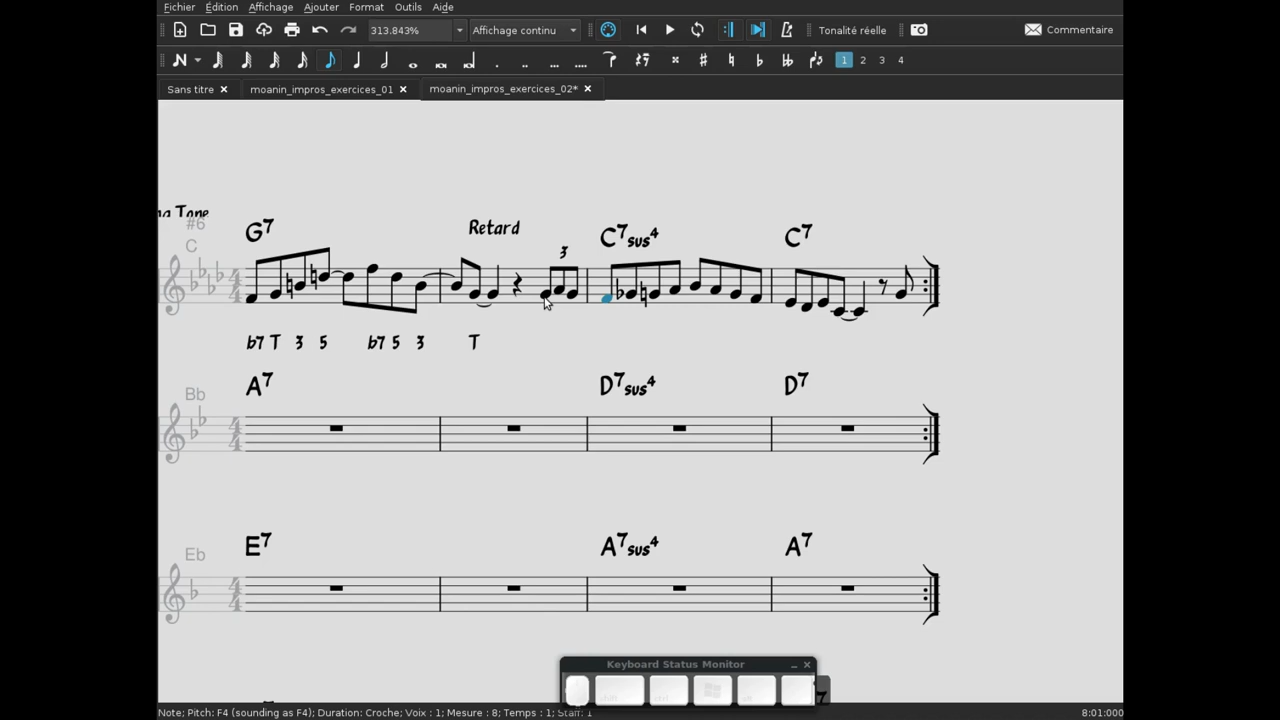 Fichier Édition Affichage Ajouter Format Outils Aide
313.843% Affichage continu Tonalité réelle Commentaire
1 2 3 4
Sans titre moanin_impros_exercices_01 moanin_impros_exercices_02*
Tone
#6
C
G7 Retard 3 C7sus4 C7
b7 T 3 5 b7 5 3 T
Bb
A7 D7sus4 D7
Eb
E7 A7sus4 A7
Keyboard Status Monitor
Note; Pitch: F4 (sounding as F4); Duration: Croche; Voix : 1; Mesure : 8; Temps : 1; Staff: 1 8:01:000